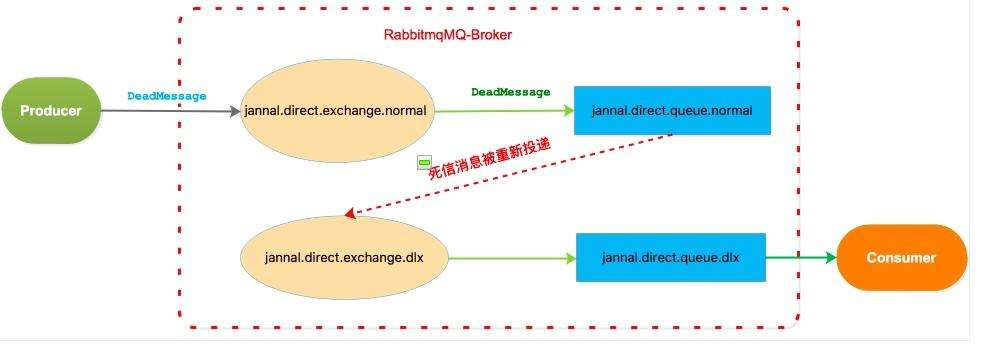 RabbitmqMQ-Broker
DeadMessage
DeadMessage
Producer
jannal.direct.exchange.normal
jannal.direct.queue.normal
死信消息被重新投递
jannal.direct.exchange.dlx
jannal.direct.queue.dlx
Consumer